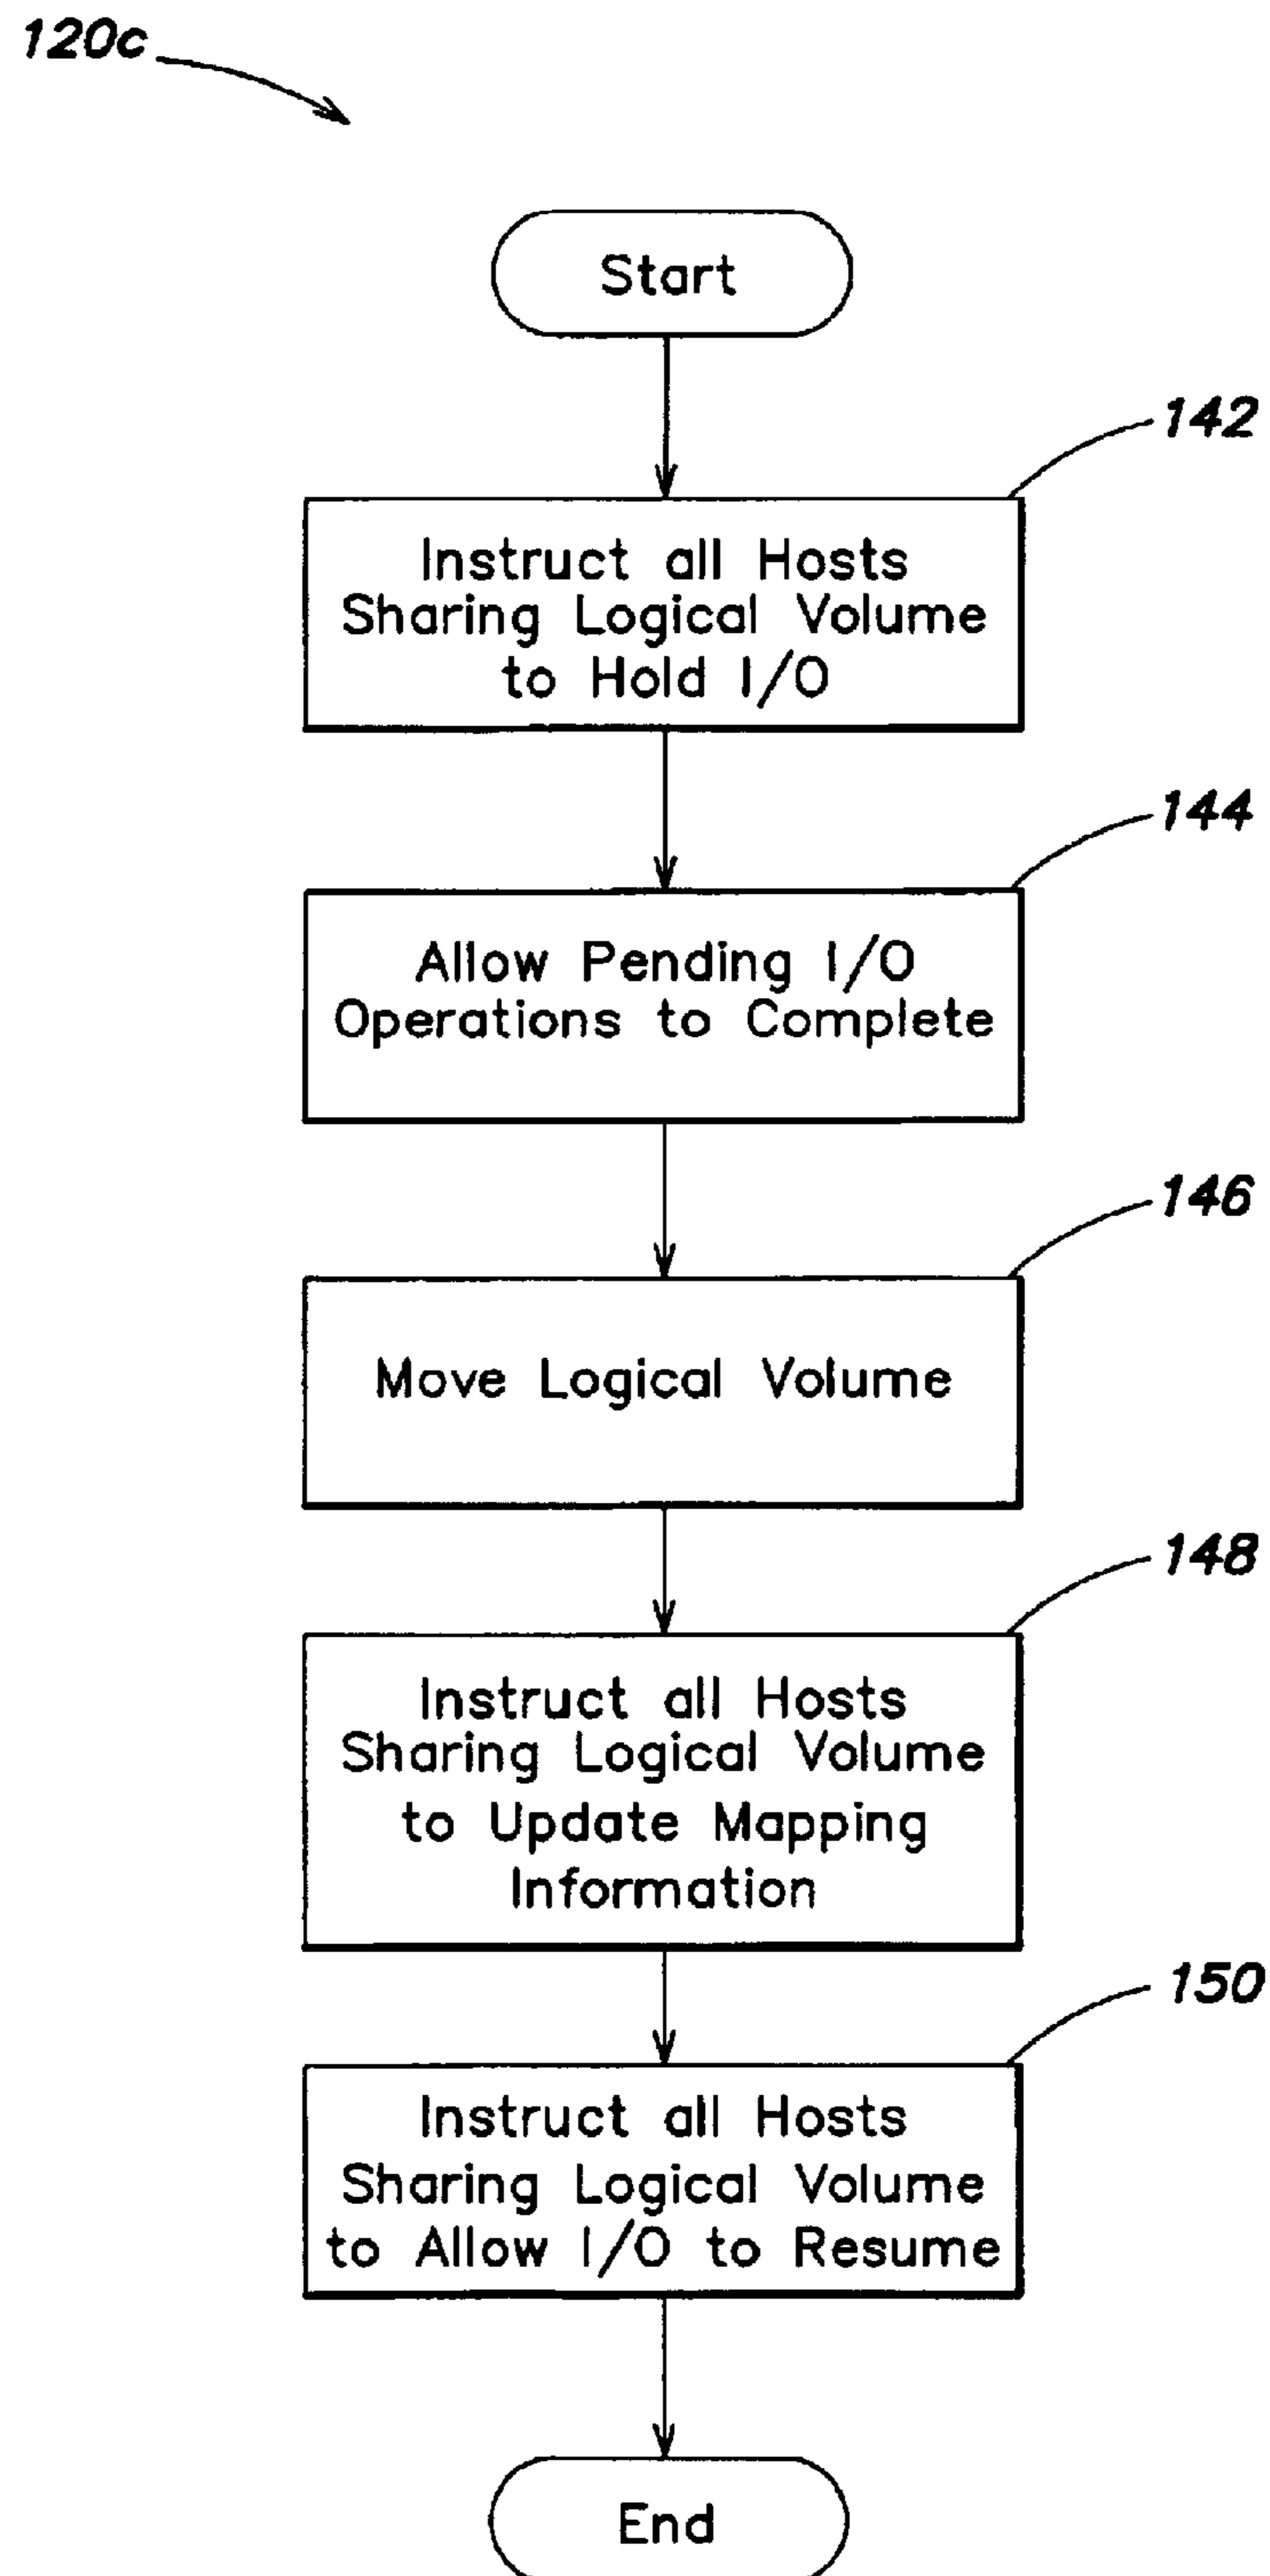 120c
Start
142
Instruct all Hosts
Sharing Logical Volume
to Hold I/O
144
Allow Pending I/O
Operations to Complete
146
Move Logical Volume
148
Instruct all Hosts
Sharing Logical Volume
to Update Mapping
Information
150
Instruct all Hosts
Sharing Logical Volume
to Allow I/O to Resume
End